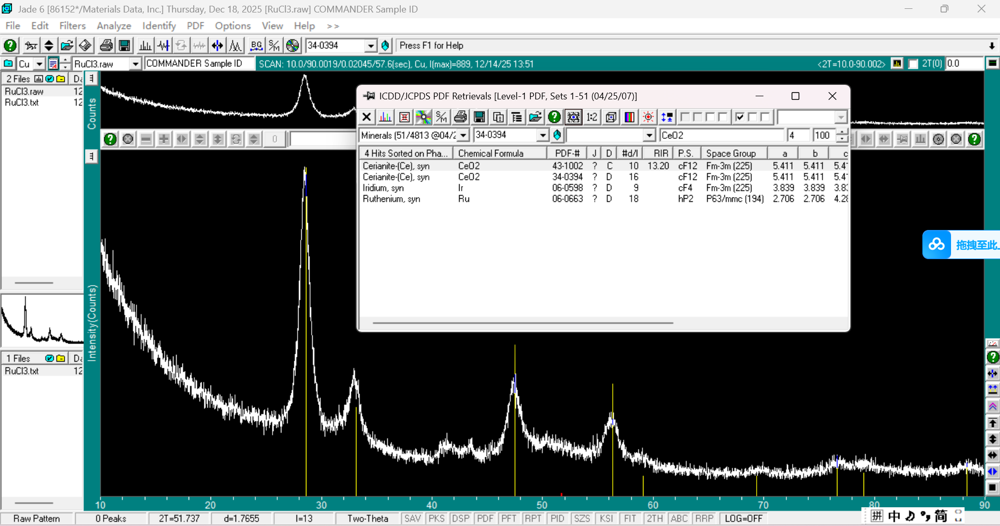 Jade 6 [86152*/Materials Data, Inc.] Thursday, Dec 18, 2025 [RuCl3.raw] COMMANDER Sample ID
File Edit Filters Analyze Identify PDF Options View Help >>
BG S/M 34-0394 Press F1 for Help
Cu RuCl3.raw COMMANDER Sample ID SCAN: 10.0/90.0019/0.02045/57.6(sec), Cu, I(max)=889, 12/14/25 13:51 <2T=10.0-90.002> 2T(0) 0.0
2 Files
RuCl3.raw 12
RuCl3.txt 12
Counts
0
ICDD/JCPDS PDF Retrievals [Level-1 PDF, Sets 1-51 (04/25/07)]
S/M 1:2
Minerals (51/4813 @04/2 34-0394 CeO2 4 100
4 Hits Sorted on Pha... Chemical Formula PDF-# J D #d/I RIR P.S. Space Group a b c
Cerianite-(Ce), syn CeO2 43-1002 ? C 10 13.20 cF12 Fm-3m (225) 5.411 5.411 5.41
Cerianite-(Ce), syn CeO2 34-0394 ? D 16 cF12 Fm-3m (225) 5.411 5.411 5.41
Iridium, syn Ir 06-0598 ? D 9 cF4 Fm-3m (225) 3.839 3.839 3.83
Ruthenium, syn Ru 06-0663 ? D 18 hP2 P63/mmc (194) 2.706 2.706 4.28
拖拽至此
Intensity(Counts)
1 Files
RuCl3.txt 12
10 20 30 40 50 60 70 80 90
Raw Pattern 0 Peaks 2T=51.737 d=1.7655 I=13 Two-Theta SAV PKS DSP PDF PFT RPT PID SZS KSI FIT 2TH ABC RRP LOG=OFF
拼 中 简